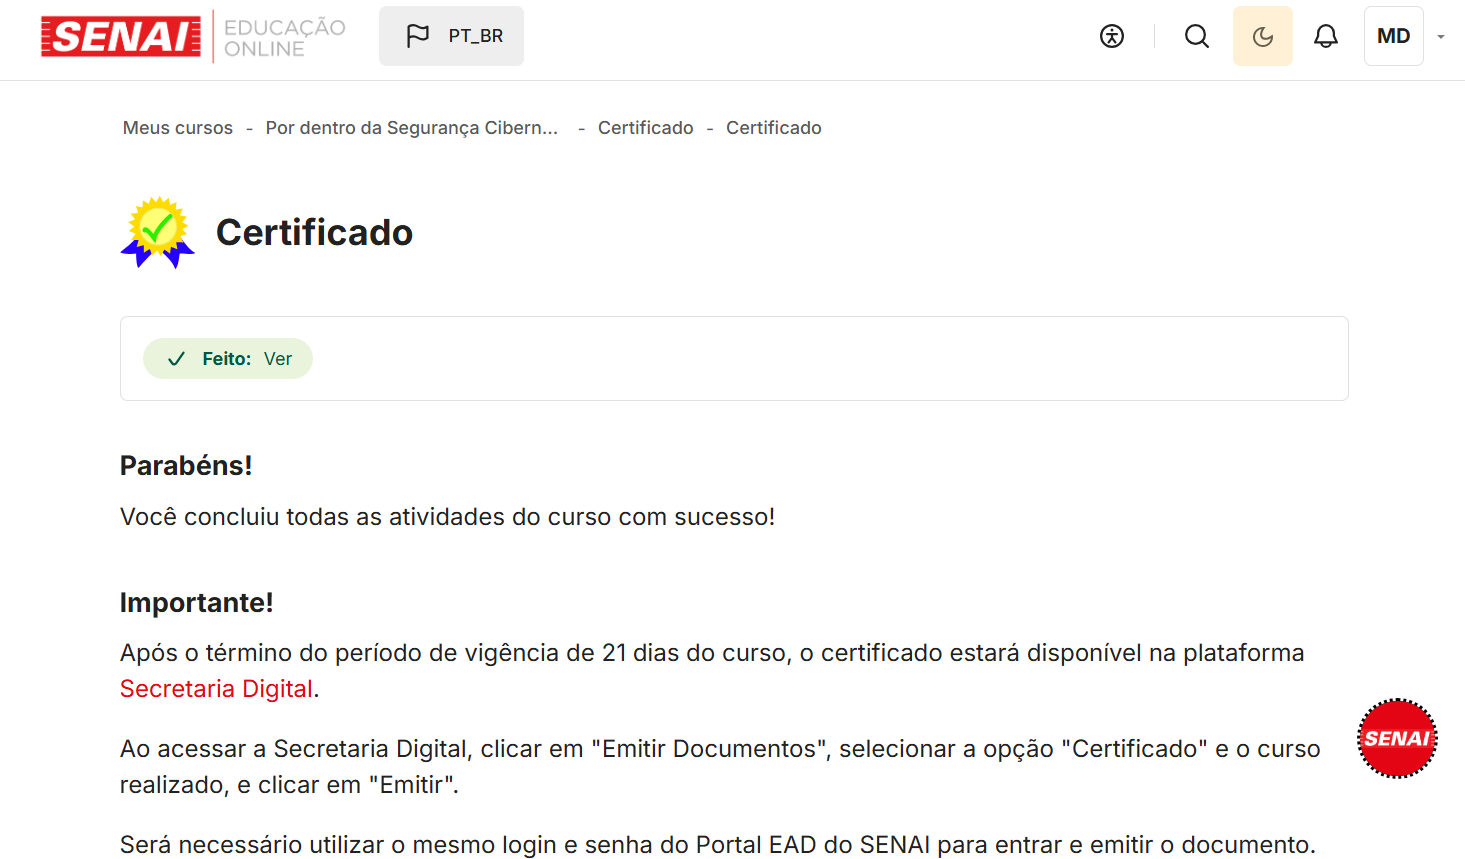 SENAI
EDUCAÇÃO
ONLINE
PT_BR
MD
Meus cursos - Por dentro da Segurança Cibern... - Certificado - Certificado
Certificado
Feito: Ver
Parabéns!
Você concluiu todas as atividades do curso com sucesso!
Importante!
Após o término do período de vigência de 21 dias do curso, o certificado estará disponível na plataforma
Secretaria Digital.
Ao acessar a Secretaria Digital, clicar em "Emitir Documentos", selecionar a opção "Certificado" e o curso
realizado, e clicar em "Emitir".
SENAI
Será necessário utilizar o mesmo login e senha do Portal EAD do SENAI para entrar e emitir o documento.